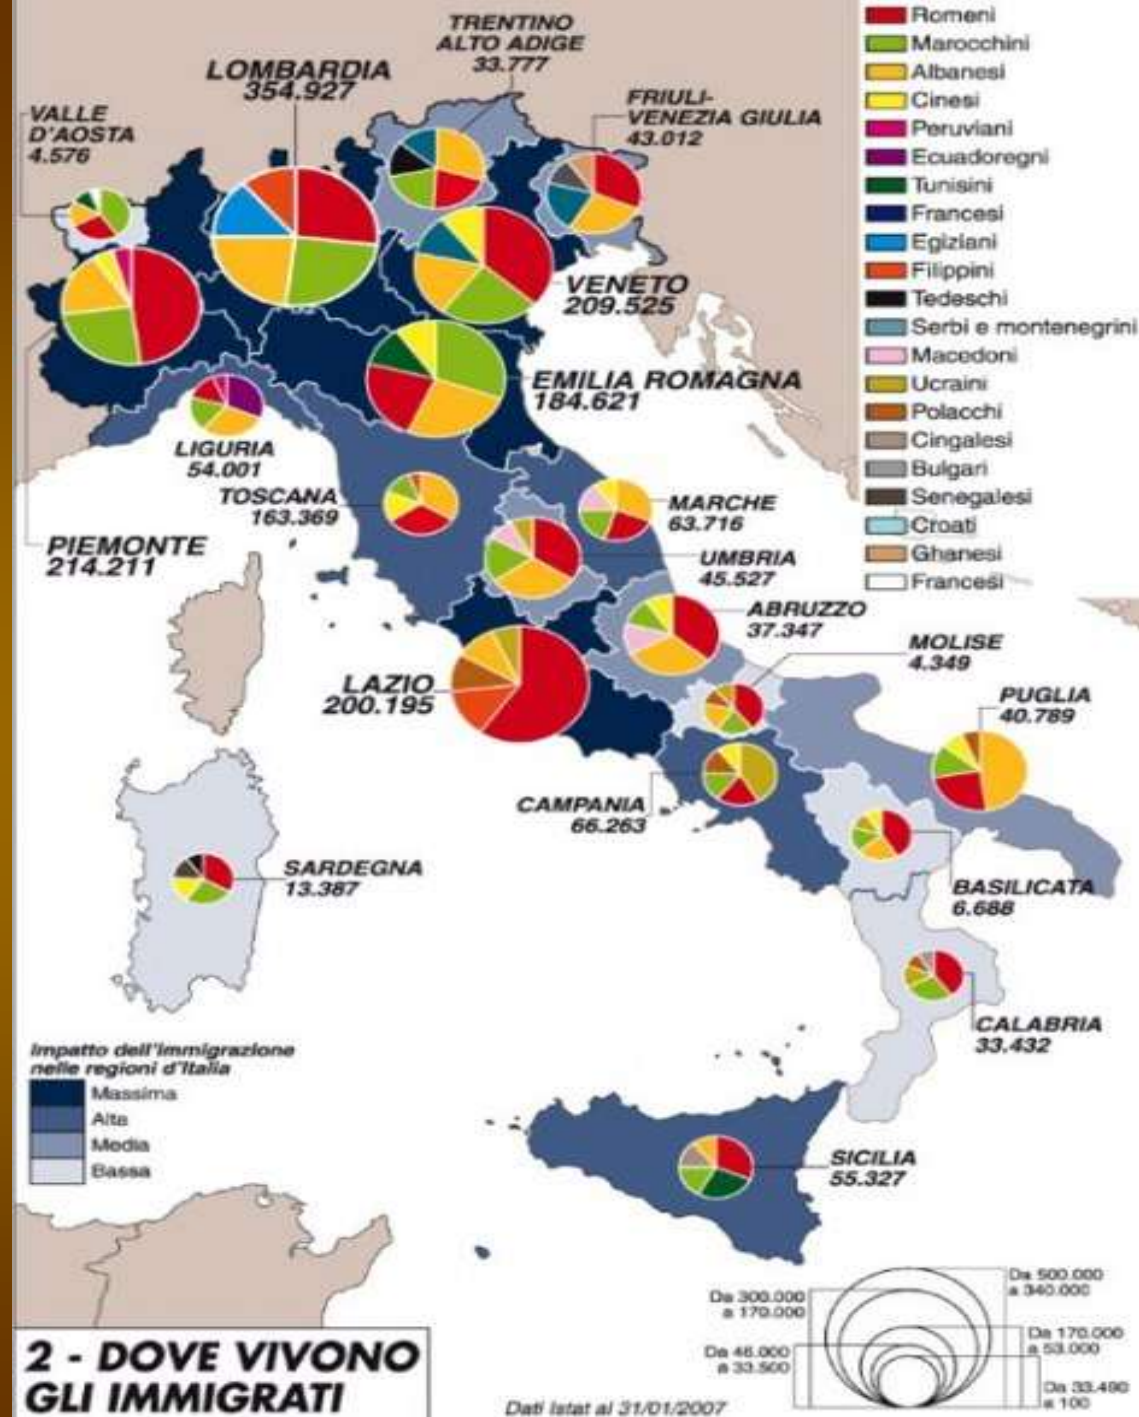 TRENTINO
ALTO ADIGE
33.777
LOMBARDIA
354.927
VALLE
D'AOSTA
4.576
FRIULI-
VENEZIA GIULIA
43.012
VENETO
209.525
EMILIA ROMAGNA
184.621
LIGURIA
54.001
TOSCANA
163.369
PIEMONTE
214.211
MARCHE
63.716
UMBRIA
45.527
ABRUZZO
37.347
MOLISE
4.349
LAZIO
200.195
PUGLIA
40.789
CAMPANIA
66.263
SARDEGNA
13.387
BASILICATA
6.688
CALABRIA
33.432
SICILIA
55.327
Romeni
Marocchini
Albanesi
Cinesi
Peruviani
Ecuadoregni
Tunisini
Francesi
Egiziani
Filippini
Tedeschi
Serbi e montenegrini
Macedoni
Ucraini
Polacchi
Cingalesi
Bulgari
Senegalesi
Croati
Ghanesi
Francesi
Impatto dell'immigrazione
nelle regioni d'Italia
Massima
Alta
Media
Bassa
Da 500.000
a 340.000
Da 300.000
a 170.000
Da 170.000
a 53.000
Da 46.000
a 33.500
Da 33.490
a 100
2 - DOVE VIVONO
GLI IMMIGRATI
Dati Istat al 31/01/2007